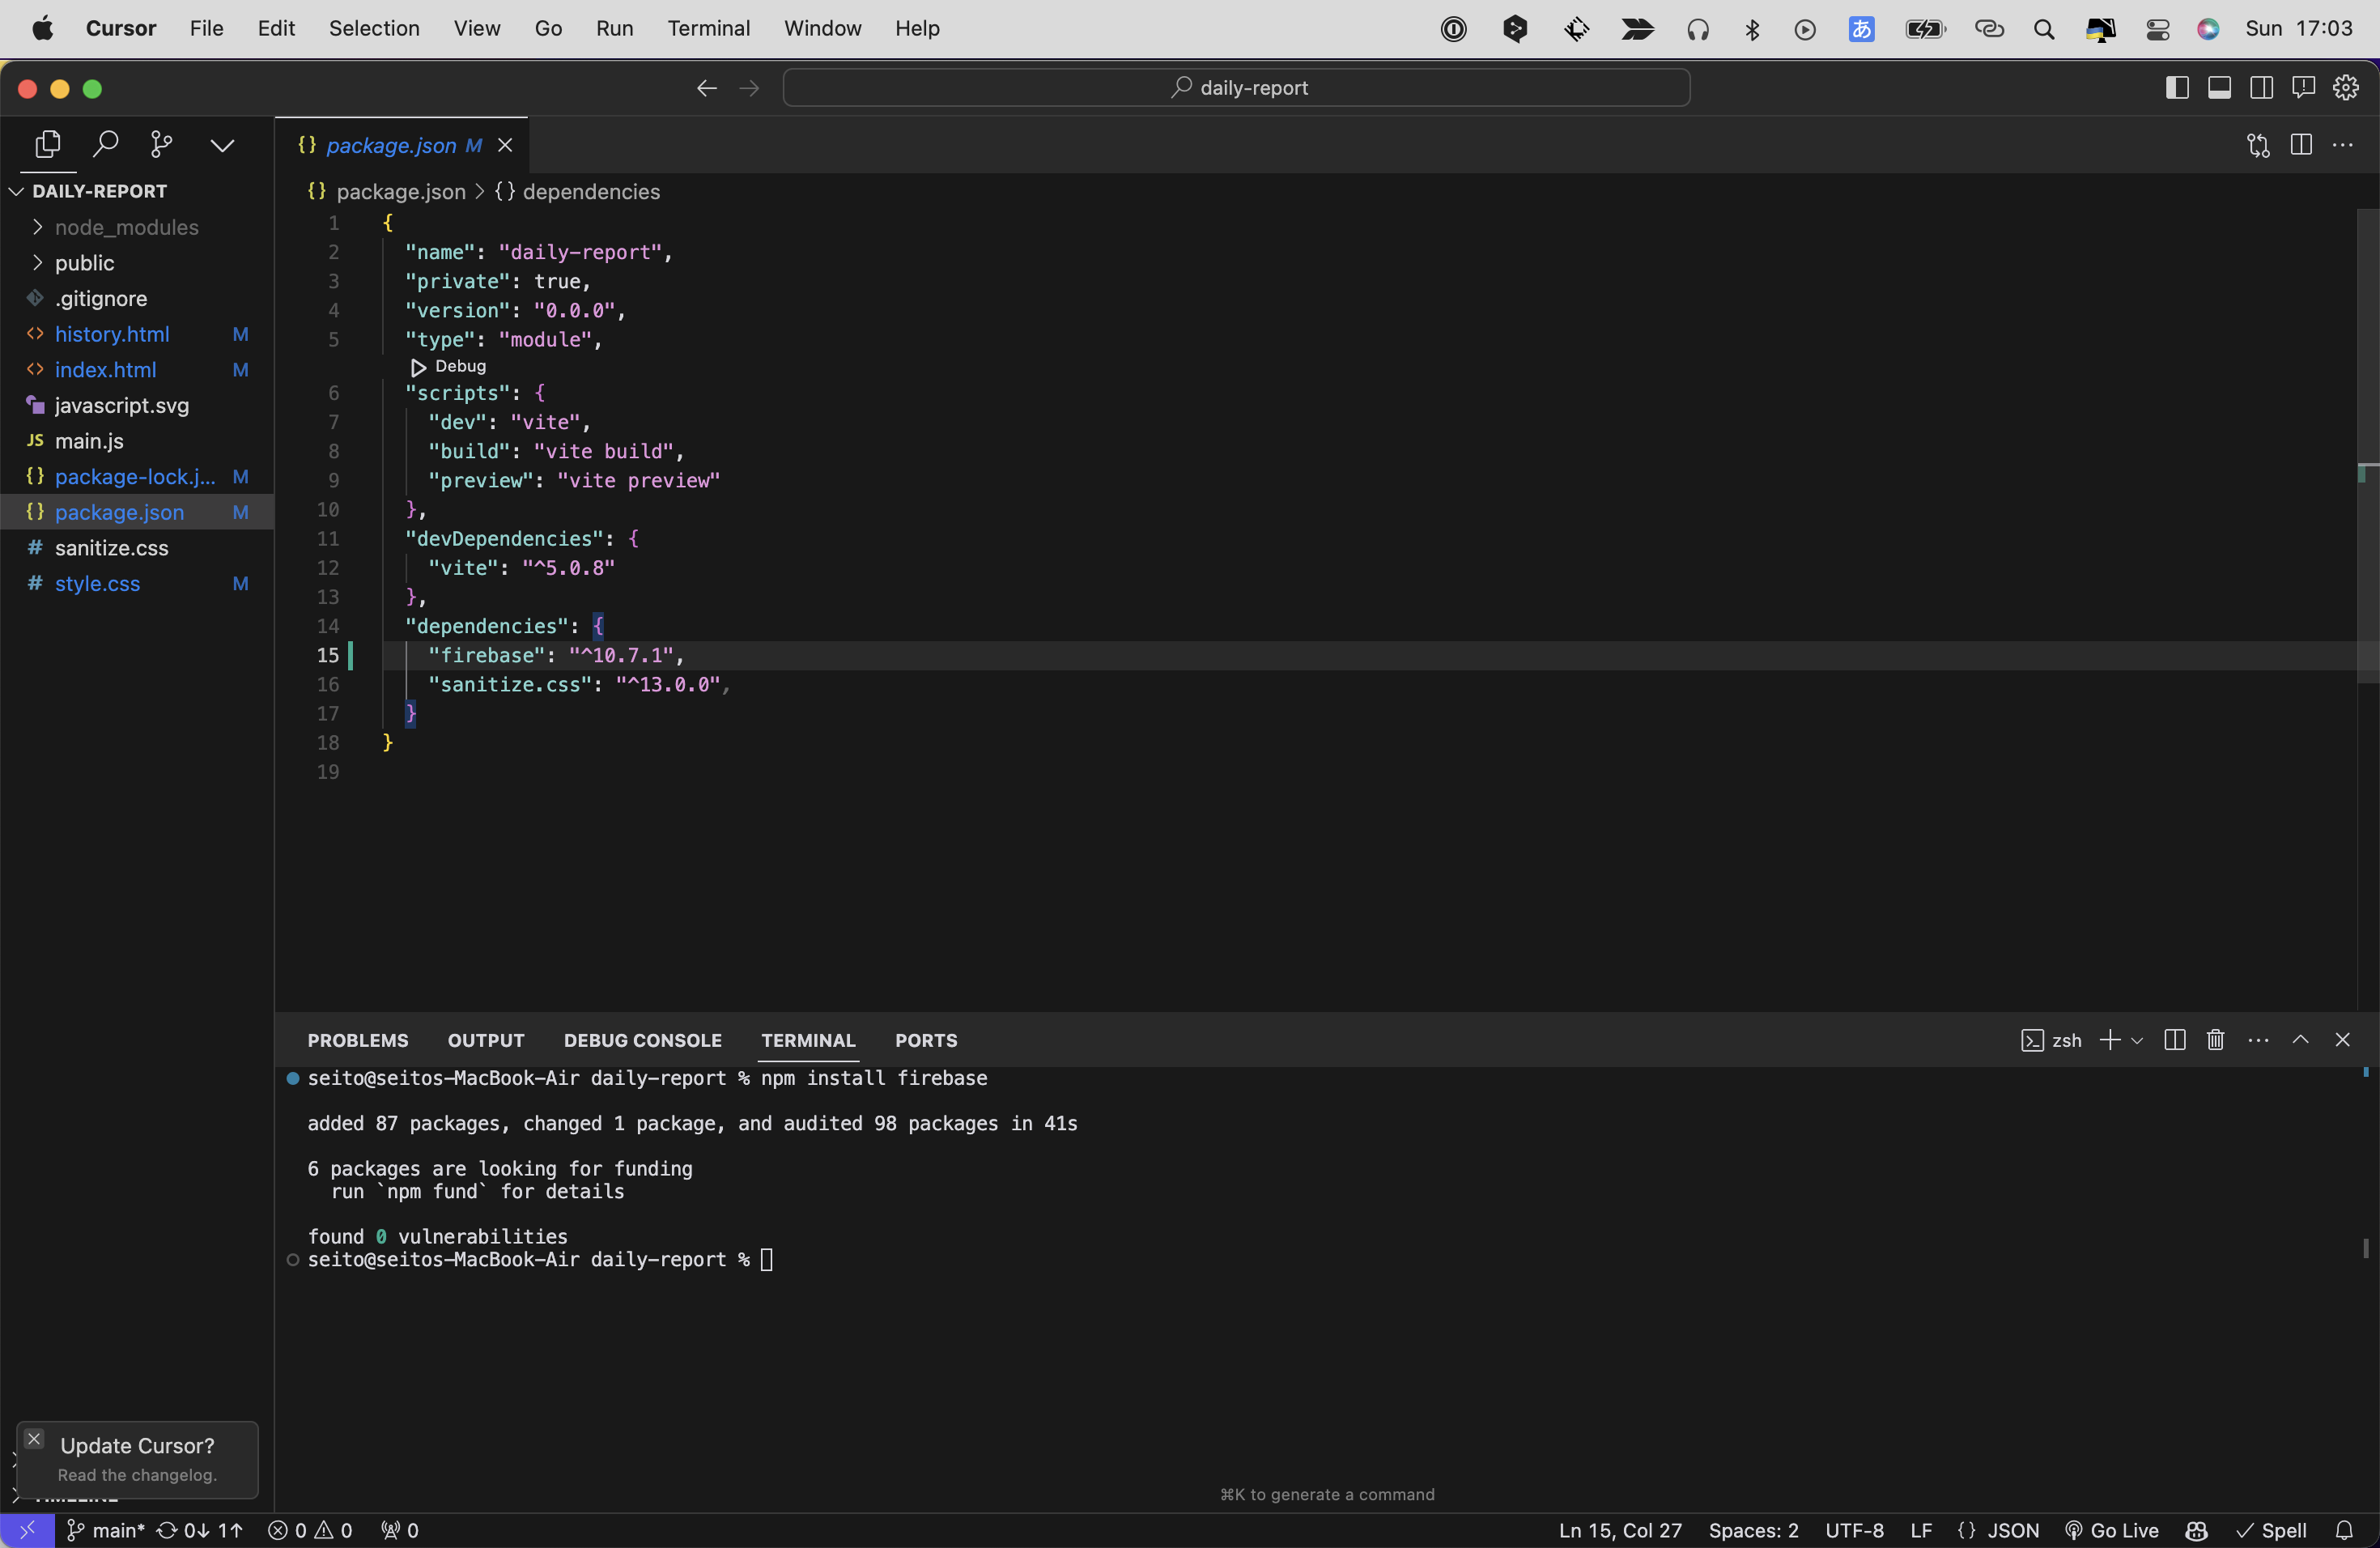 Cursor File Edit Selection View Go Run Terminal Window Help あ Sun 17:03
daily-report
package.json M
DAILY-REPORT
node_modules
public
.gitignore
history.html M
index.html M
javascript.svg
JS main.js
{} package-lock.j... M
{} package.json M
# sanitize.css
# style.css M
{} package.json > {} dependencies
1 {
2 "name": "daily-report",
3 "private": true,
4 "version": "0.0.0",
5 "type": "module",
Debug
6 "scripts": {
7 "dev": "vite",
8 "build": "vite build",
9 "preview": "vite preview"
10 },
11 "devDependencies": {
12 "vite": "^5.0.8"
13 },
14 "dependencies": {
15 "firebase": "^10.7.1",
16 "sanitize.css": "^13.0.0",
17 }
18 }
19
PROBLEMS OUTPUT DEBUG CONSOLE TERMINAL PORTS zsh
seito@seitos-MacBook-Air daily-report % npm install firebase
added 87 packages, changed 1 package, and audited 98 packages in 41s
6 packages are looking for funding
run `npm fund` for details
found 0 vulnerabilities
seito@seitos-MacBook-Air daily-report %
Update Cursor?
Read the changelog.
TIMELINE
⌘K to generate a command
main* 0↓ 1↑ 0 0 0 Ln 15, Col 27 Spaces: 2 UTF-8 LF {} JSON Go Live Spell